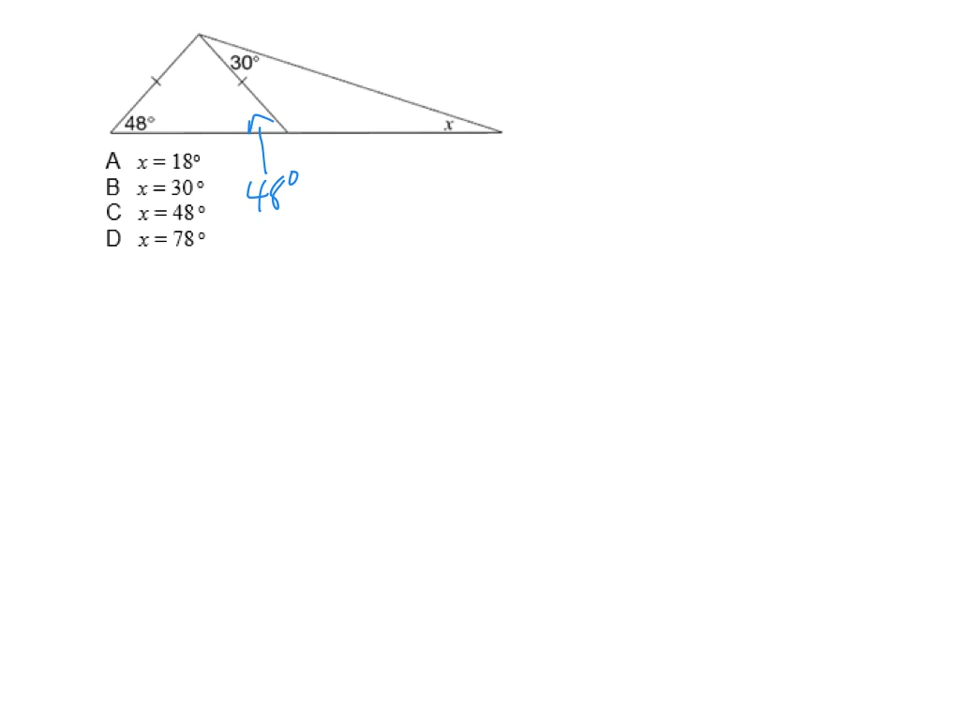 30°
48°
x
A x = 18°
B x = 30°
C x = 48°
D x = 78°
48°